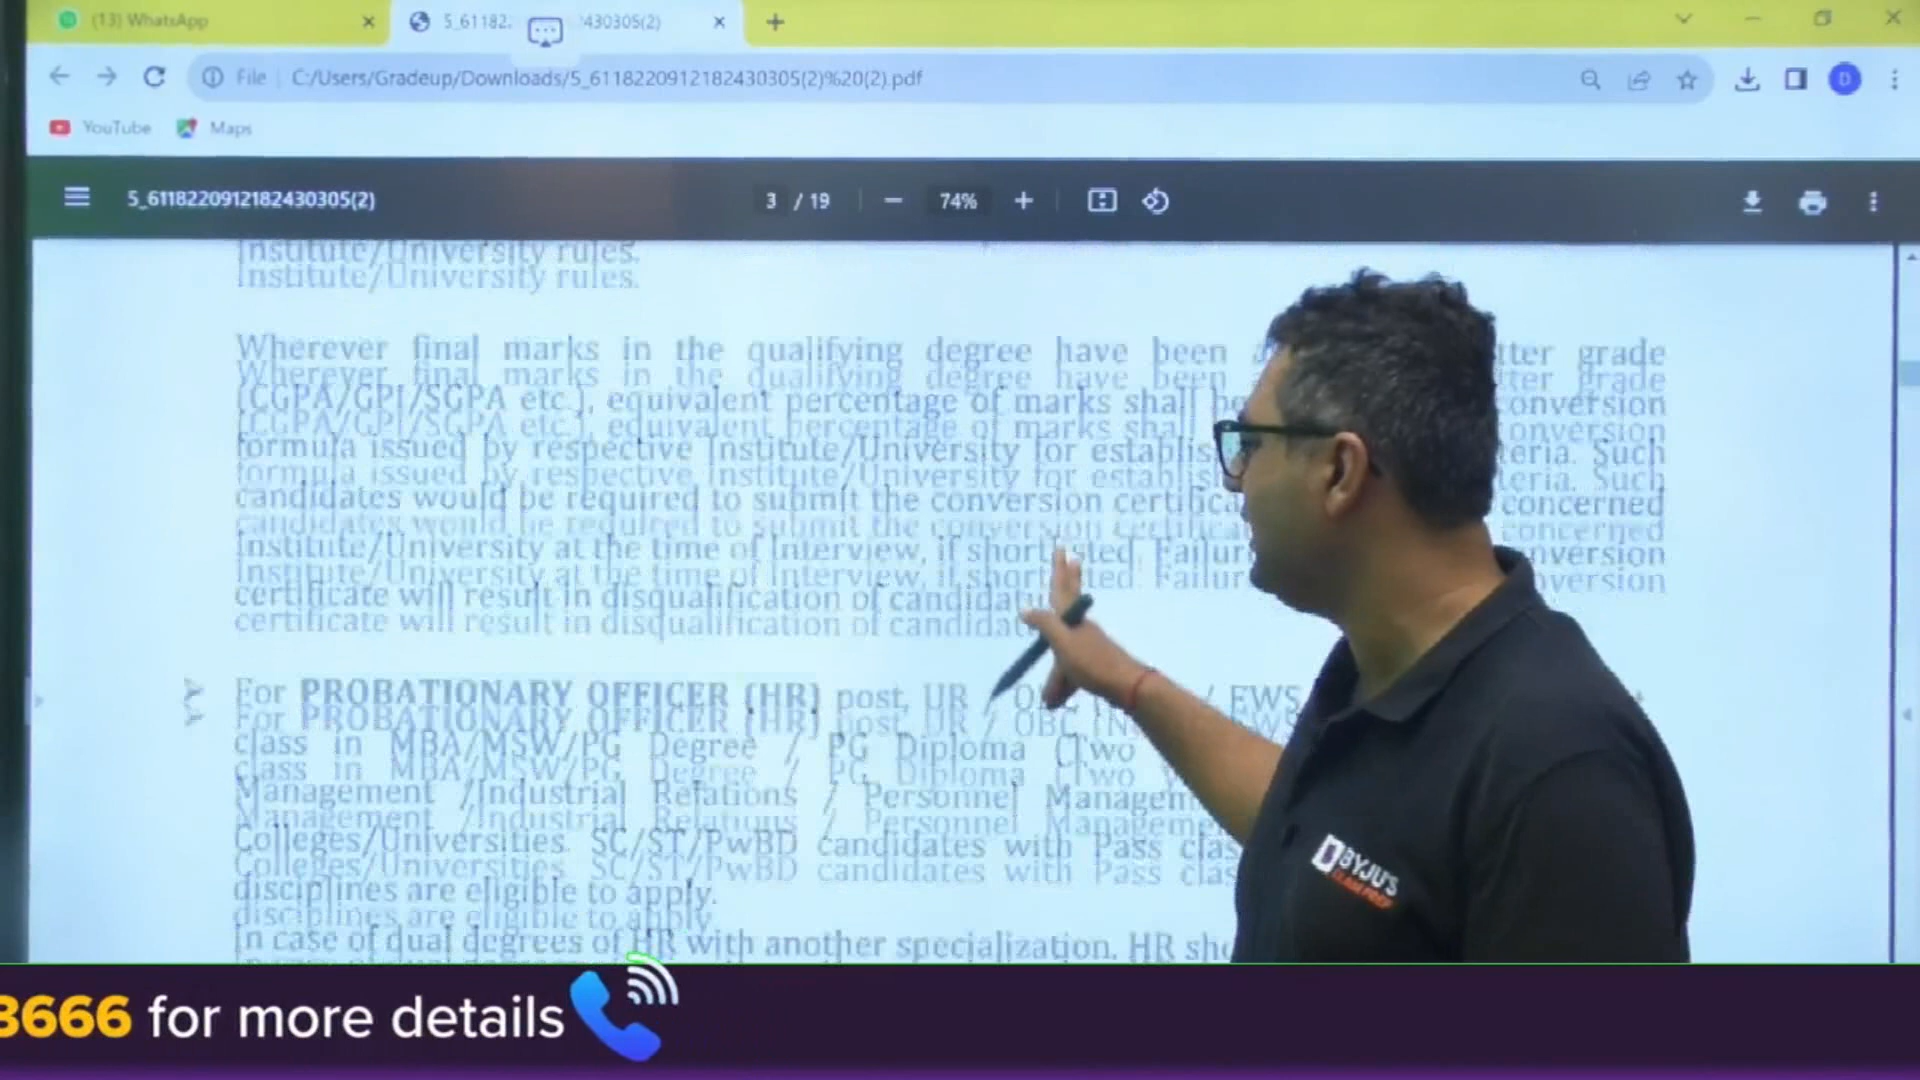 (13) WhatsApp
5_61182. 430305(2)
File C:/Users/Gradeup/Downloads/5_6118220912182430305(2)%20(2).pdf
D
YouTube Maps
5_6118220912182430305(2) 3 / 19 74%
Institute/University rules.
Wherever final marks in the qualifying degree have been tter grade
(CGPA/GPI/SGPA etc.), equivalent percentage of marks shall be conversion
formula issued by respective Institute/University for establis teria. Such
candidates would be required to submit the conversion certifica concerned
Institute/University at the time of Interview, if shortlisted. Failur nversion
certificate will result in disqualification of candidatu
For PROBATIONARY OFFICER (HR) post, UR / OBC (N / EWS
class in MBA/MSW/PG Degree / PG Diploma (Two y
Management /Industrial Relations / Personnel Managem
Colleges/Universities. SC/ST/PwBD candidates with Pass clas
disciplines are eligible to apply.
In case of dual degrees of HR with another specialization, HR sho
BYJU'S
EXAM PREP
3666 for more details